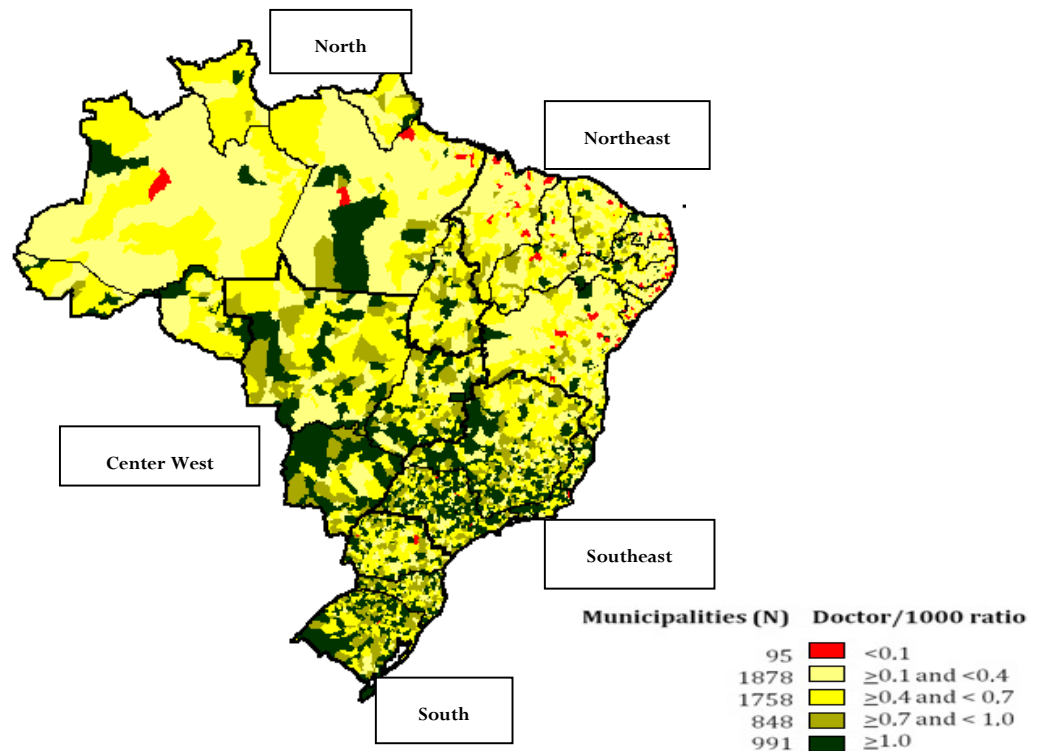 North
Northeast
Center West
Southeast
South
Municipalities (N) Doctor/1000 ratio
95 <0.1
1878 ≥0.1 and <0.4
1758 ≥0.4 and < 0.7
848 ≥0.7 and < 1.0
991 ≥1.0